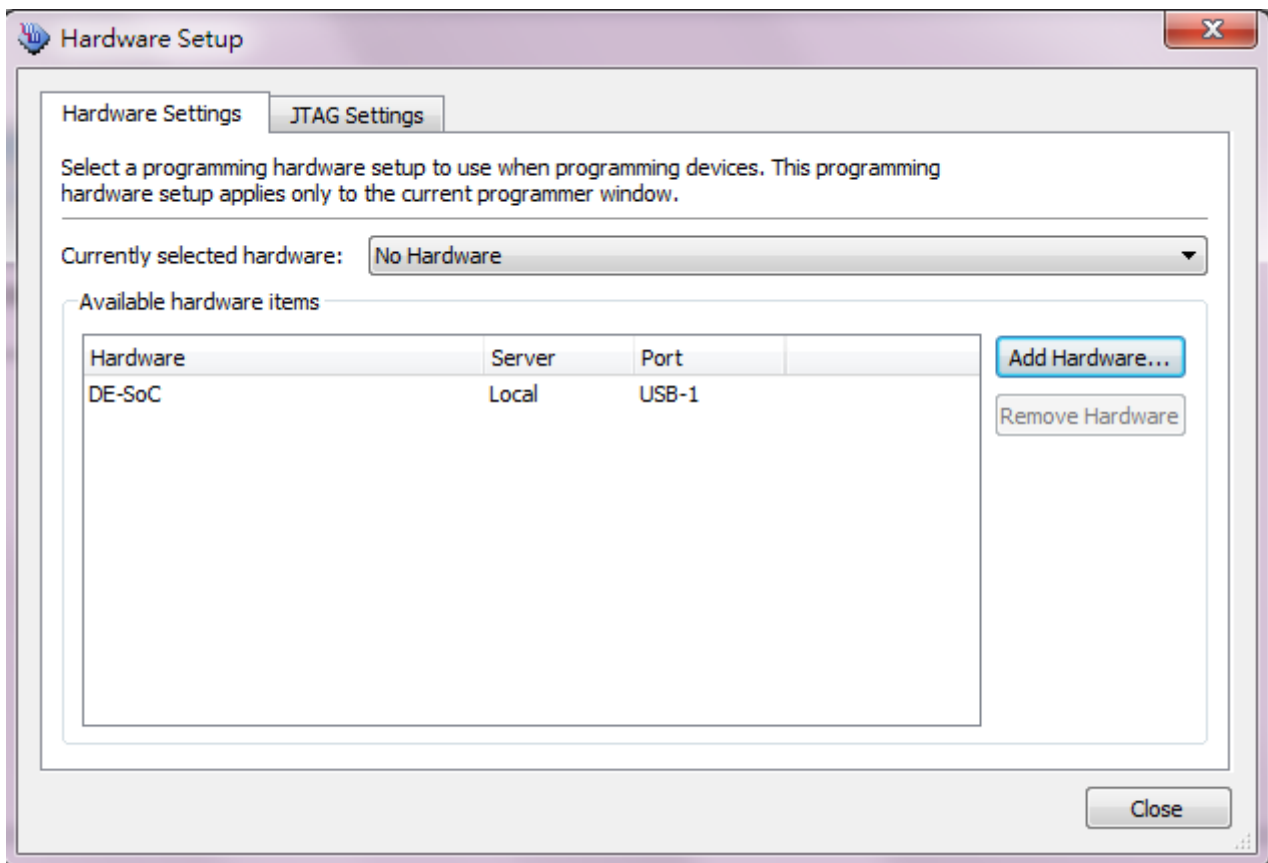 Hardware Setup
Hardware Settings
JTAG Settings
Select a programming hardware setup to use when programming devices. This programming
hardware setup applies only to the current programmer window.
Currently selected hardware:
No Hardware
Available hardware items
Hardware
Server
Port
Add Hardware...
DE-SoC
Local
USB-1
Remove Hardware
Close